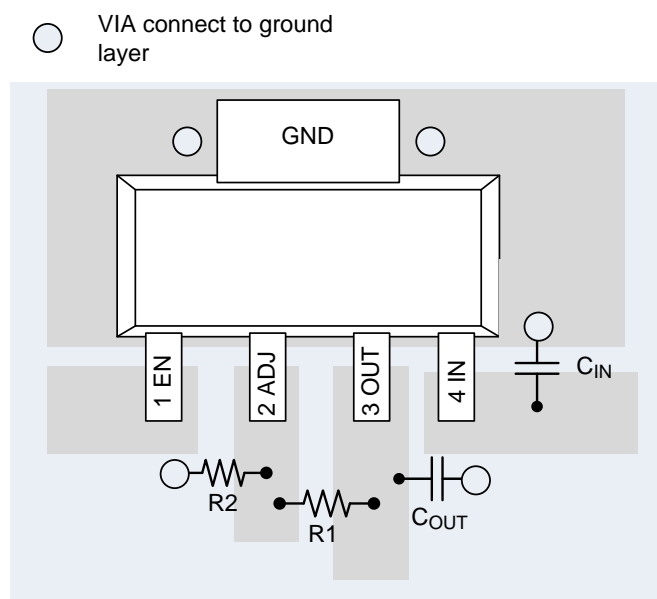 VIA connect to ground
layer
GND
1 EN
2 ADJ
3 OUT
4 IN
CIN
R2
R1
COUT